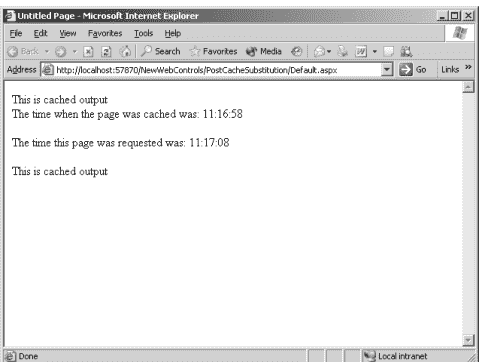 Untitled Page - Microsoft Internet Explorer
File Edit View Favorites Tools Help
Back Search Favorites Media
Address http://localhost:57870/NewWebControls/PostCacheSubstitution/Default.aspx Go Links »
This is cached output
The time when the page was cached was: 11:16:58
The time this page was requested was: 11:17:08
This is cached output
Done Local intranet